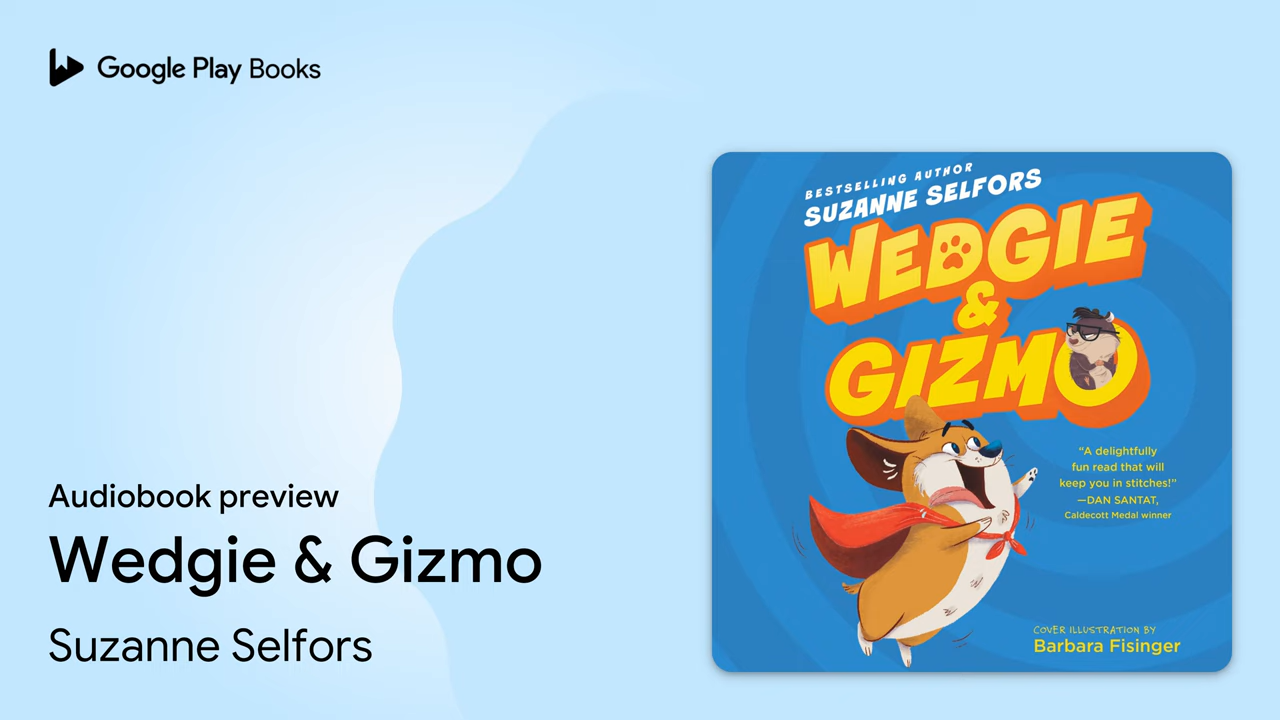 Google Play Books
Audiobook preview
Wedgie & Gizmo
Suzanne Selfors
BESTSELLING AUTHOR
SUZANNE SELFORS
WEDGIE
&
GIZMO
“A delightfully
fun read that will
keep you in stitches!”
—DAN SANTAT,
Caldecott Medal winner
COVER ILLUSTRATION BY
Barbara Fisinger